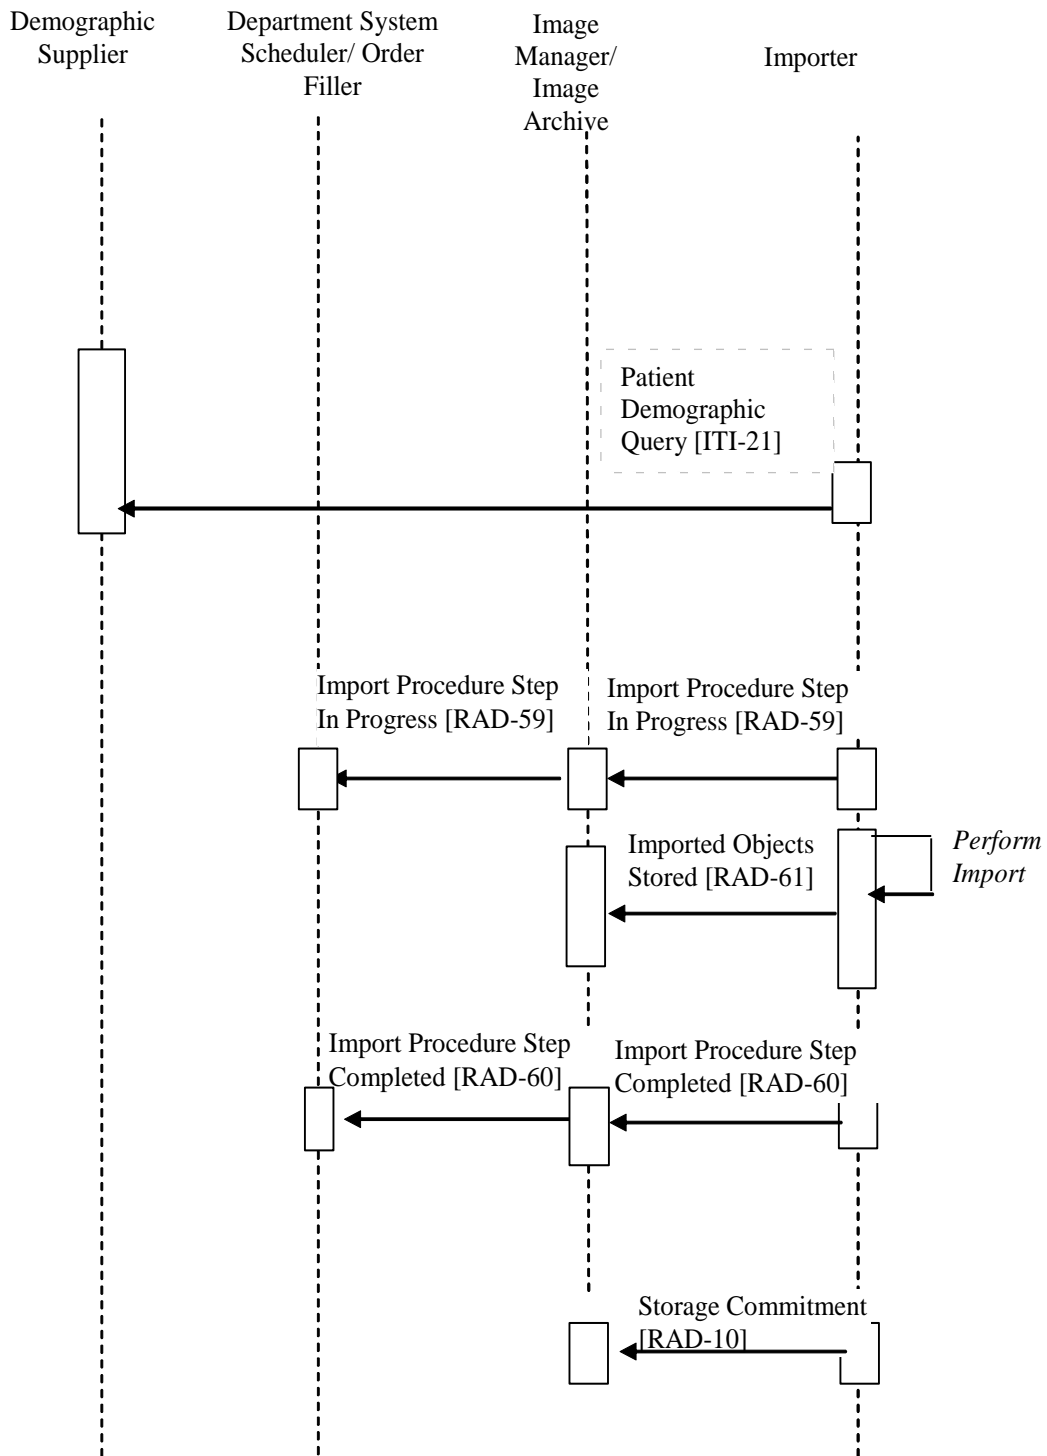 Demographic
Supplier
Department System
Scheduler/ Order
Filler
Image
Manager/
Image
Archive
Importer
Patient
Demographic
Query [ITI-21]
Import Procedure Step
In Progress [RAD-59]
Import Procedure Step
In Progress [RAD-59]
Imported Objects
Stored [RAD-61]
Perform
Import
Import Procedure Step
Completed [RAD-60]
Import Procedure Step
Completed [RAD-60]
Storage Commitment
[RAD-10]